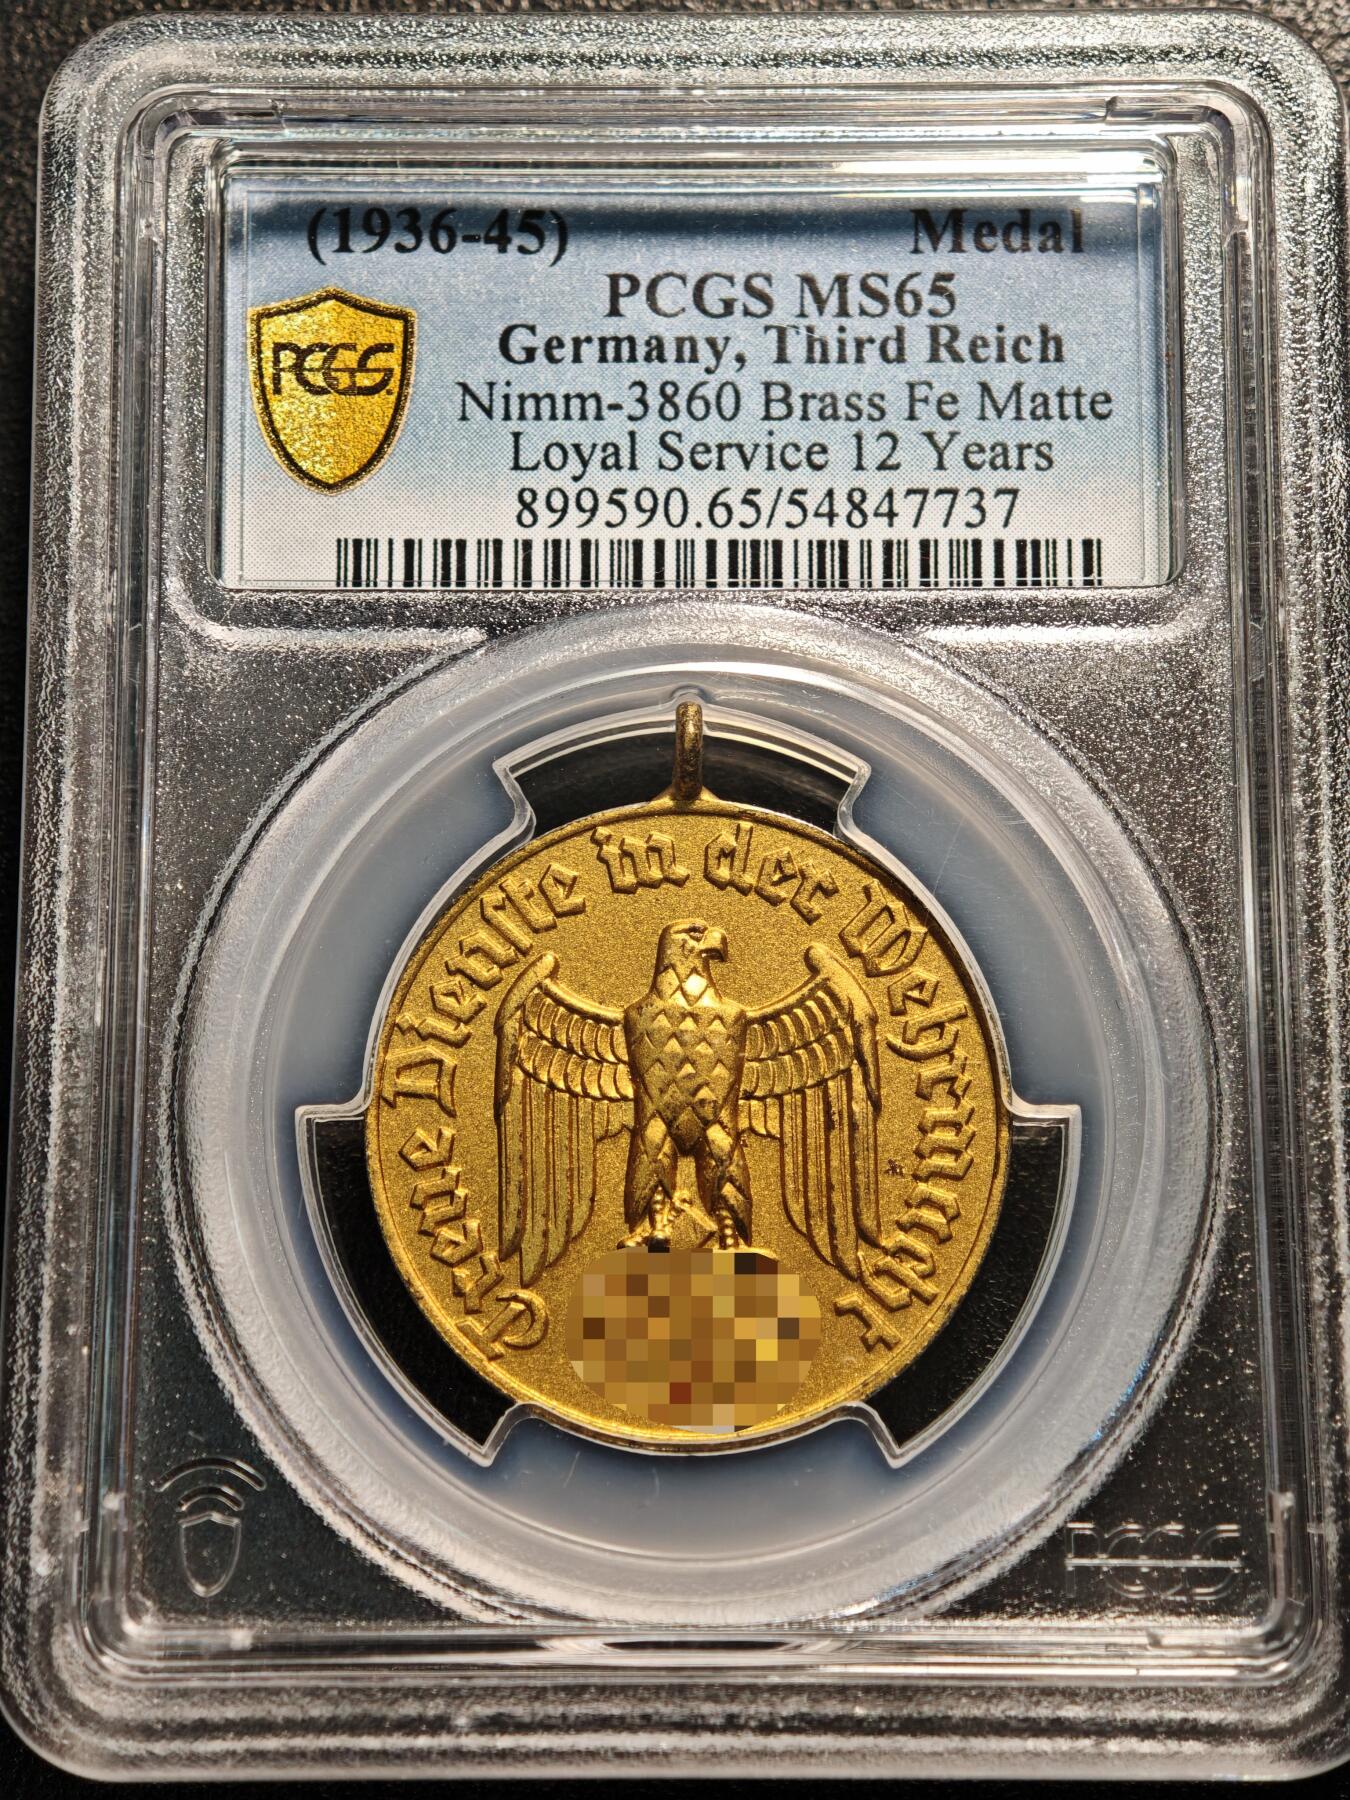 (1936-45) Medal
PCGS MS65
PCGS
Germany, Third Reich
Nimm-3860 Brass Fe Matte
Loyal Service 12 Years
899590.65/54847737
Treue Dienste in der Wehrmacht
PCGS